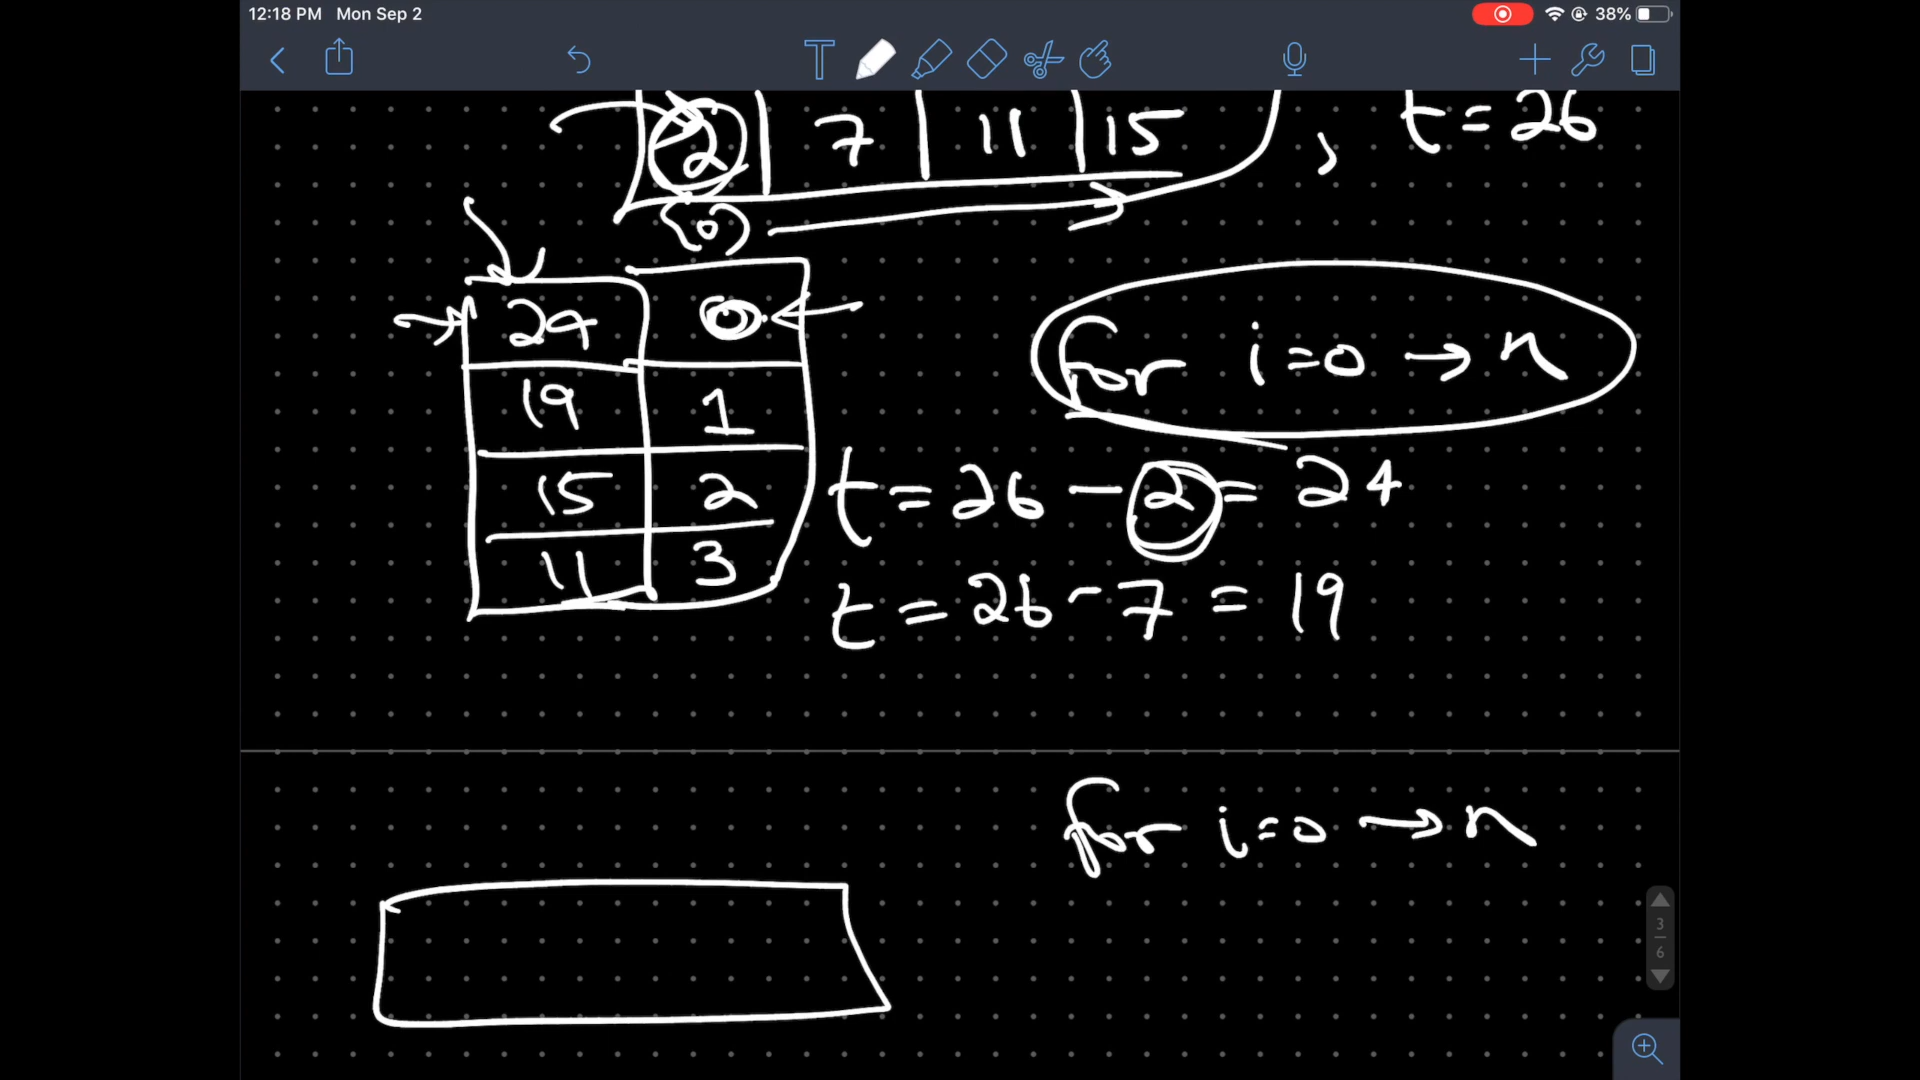 12:18 PM Mon Sep 2
38%
T
2 7 11 15 , t = 26
(0)
24 0
for i=0 → n
19 1
15 2
t = 26 - 2 = 24
11 3
t = 26 - 7 = 19
for i=0 → n
3
6